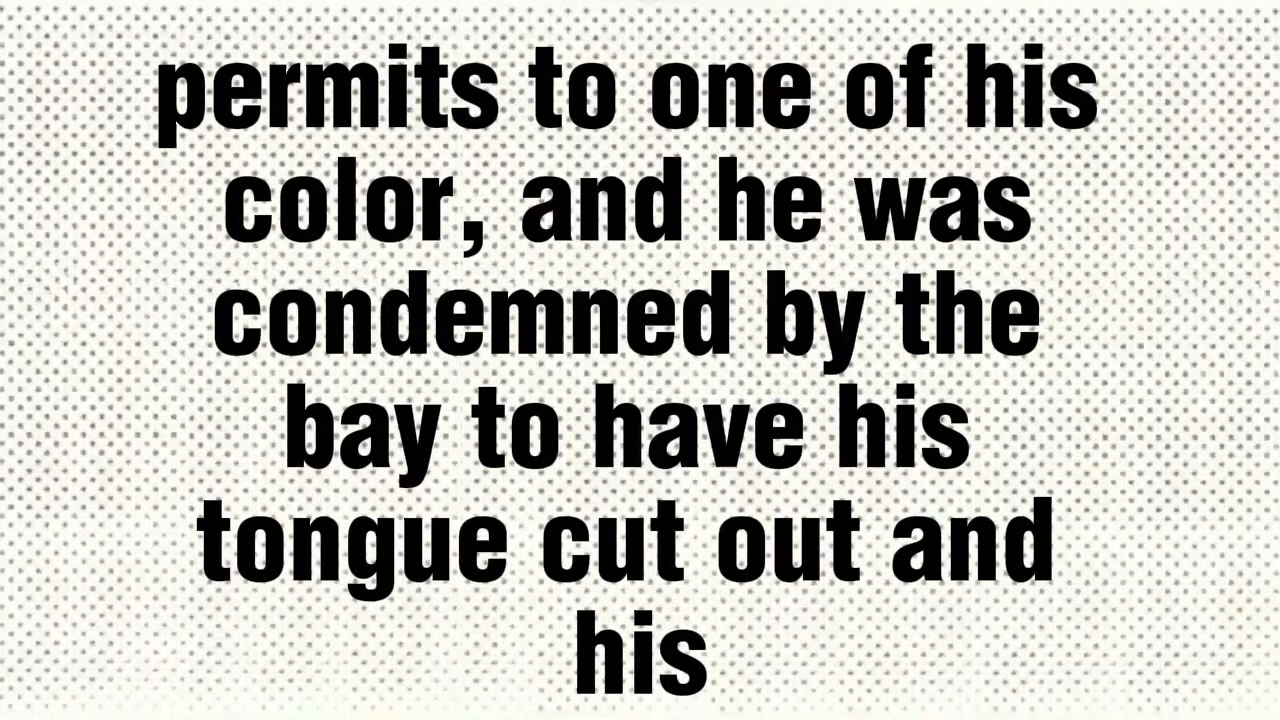 permits to one of his
color, and he was
condemned by the
bay to have his
tongue cut out and
his